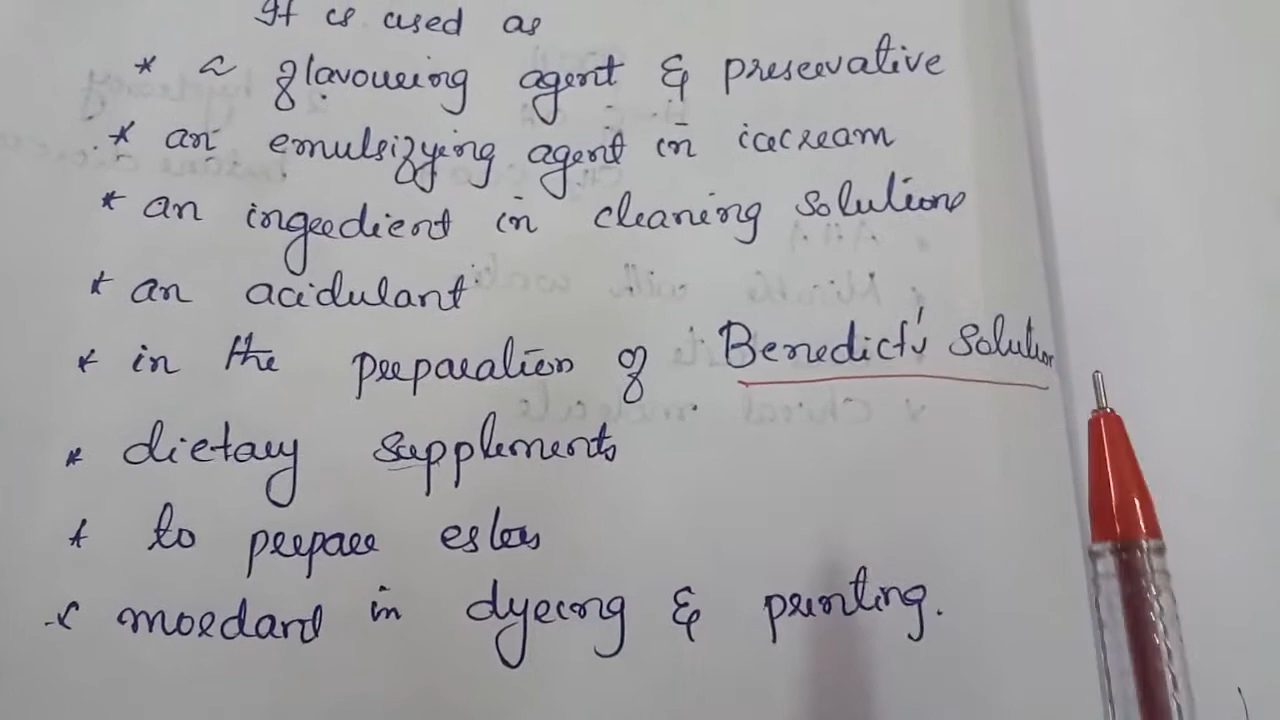 It is used as
* a flavouring agent & preservative
* an emulsifying agent in icecream
* an ingredient in cleaning solutions
* an acidulant
* in the preparation of Benedict's solution
* dietary supplements
* to prepare esters
* mordant in dyeing & printing.